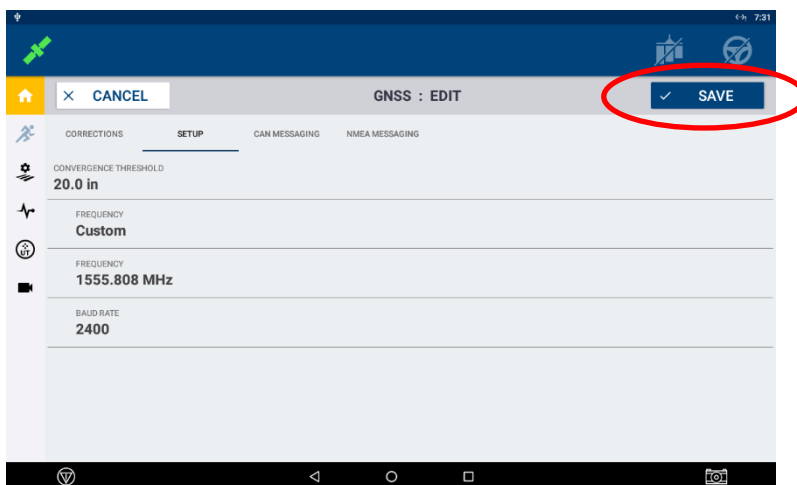 7:31
CANCEL
GNSS : EDIT
SAVE
CORRECTIONS SETUP CAN MESSAGING NMEA MESSAGING
CONVERGENCE THRESHOLD
20.0 in
FREQUENCY
Custom
FREQUENCY
1555.808 MHz
BAUD RATE
2400
UT